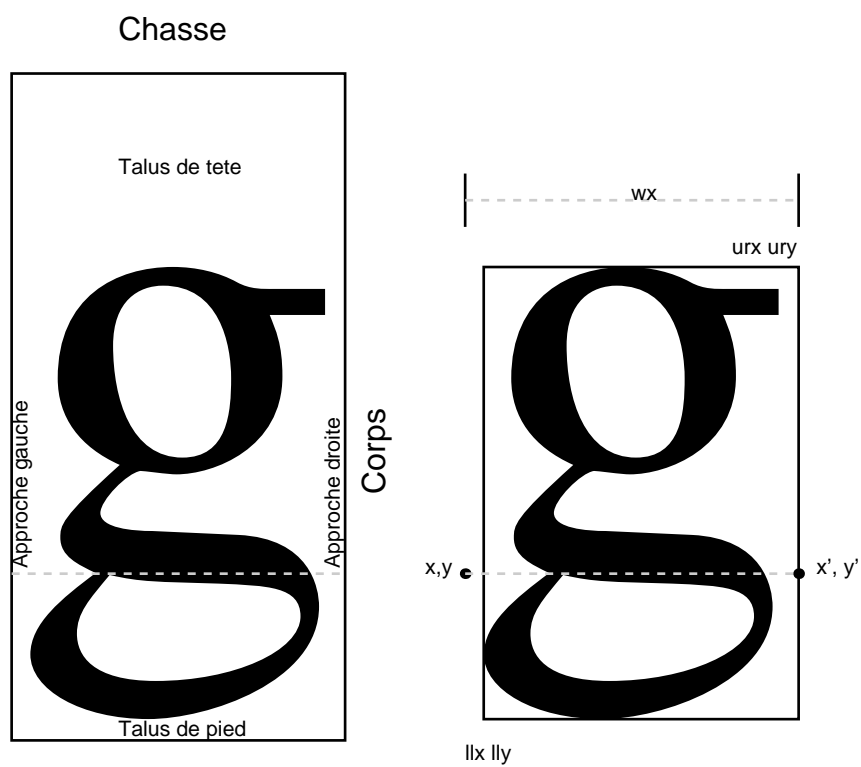 Chasse
Talus de tete
Approche gauche
Approche droite
Corps
g
Talus de pied
wx
urx ury
g
x,y
x’, y’
llx lly